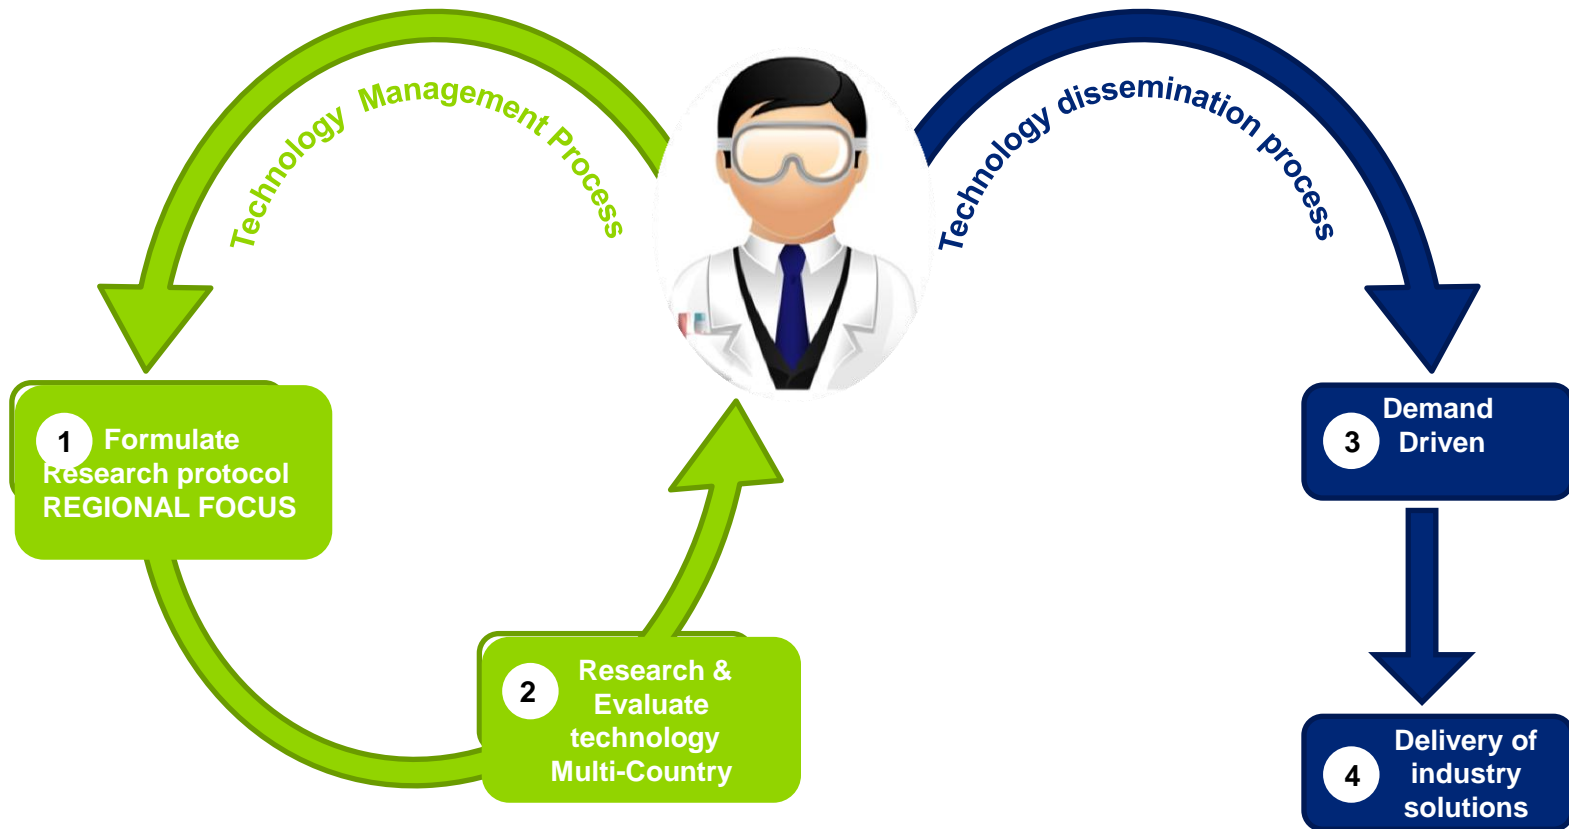 Technology Management Process
Technology dissemination process
1
Formulate
Research protocol
REGIONAL FOCUS
2
Research &
Evaluate
technology
Multi-Country
3
Demand
Driven
4
Delivery of
industry
solutions